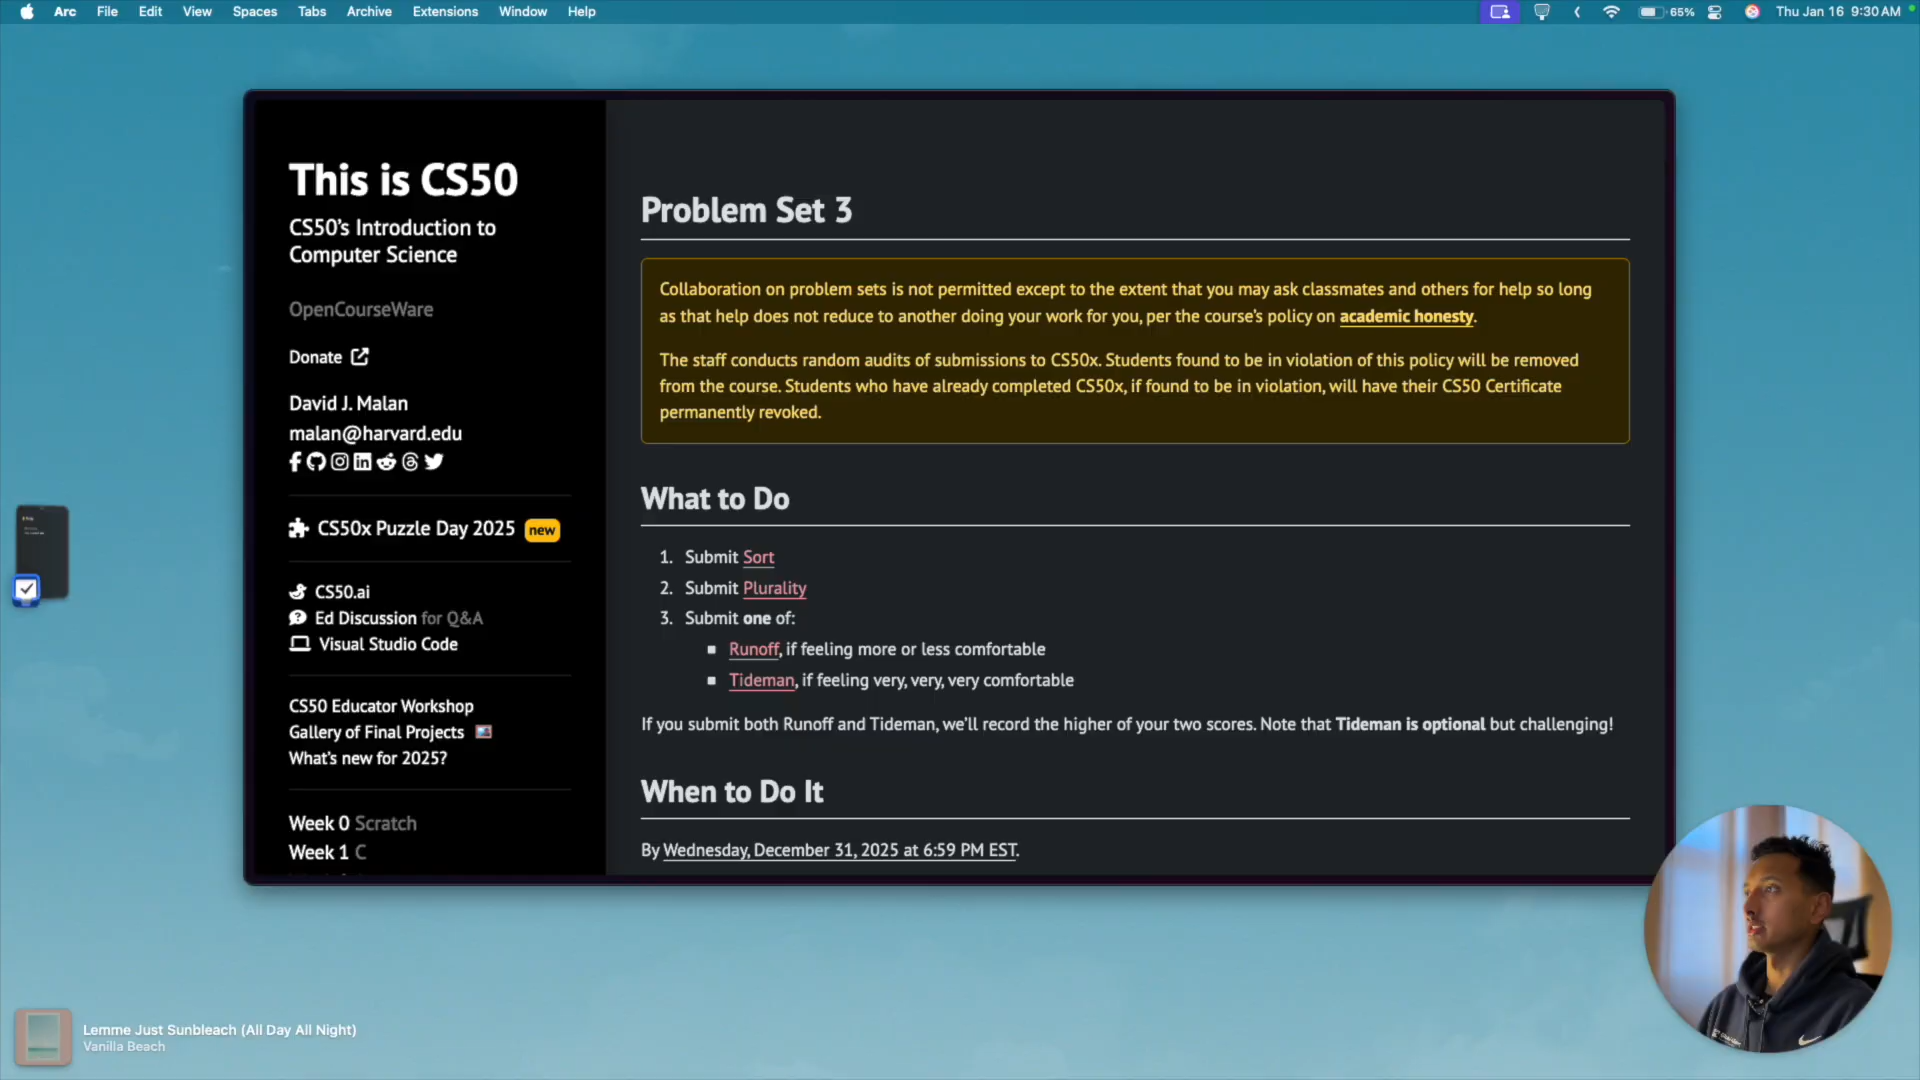 Arc File Edit View Spaces Tabs Archive Extensions Window Help
65% Thu Jan 16 9:30 AM
This is CS50
CS50's Introduction to
Computer Science
OpenCourseWare
Donate
David J. Malan
malan@harvard.edu
CS50x Puzzle Day 2025 new
CS50.ai
Ed Discussion for Q&A
Visual Studio Code
CS50 Educator Workshop
Gallery of Final Projects
What's new for 2025?
Week 0 Scratch
Week 1 C
Problem Set 3
Collaboration on problem sets is not permitted except to the extent that you may ask classmates and others for help so long
as that help does not reduce to another doing your work for you, per the course's policy on academic honesty.
The staff conducts random audits of submissions to CS50x. Students found to be in violation of this policy will be removed
from the course. Students who have already completed CS50x, if found to be in violation, will have their CS50 Certificate
permanently revoked.
What to Do
1. Submit Sort
2. Submit Plurality
3. Submit one of:
Runoff, if feeling more or less comfortable
Tideman, if feeling very, very, very comfortable
If you submit both Runoff and Tideman, we'll record the higher of your two scores. Note that Tideman is optional but challenging!
When to Do It
By Wednesday, December 31, 2025 at 6:59 PM EST.
Lemme Just Sunbleach (All Day All Night)
Vanilla Beach